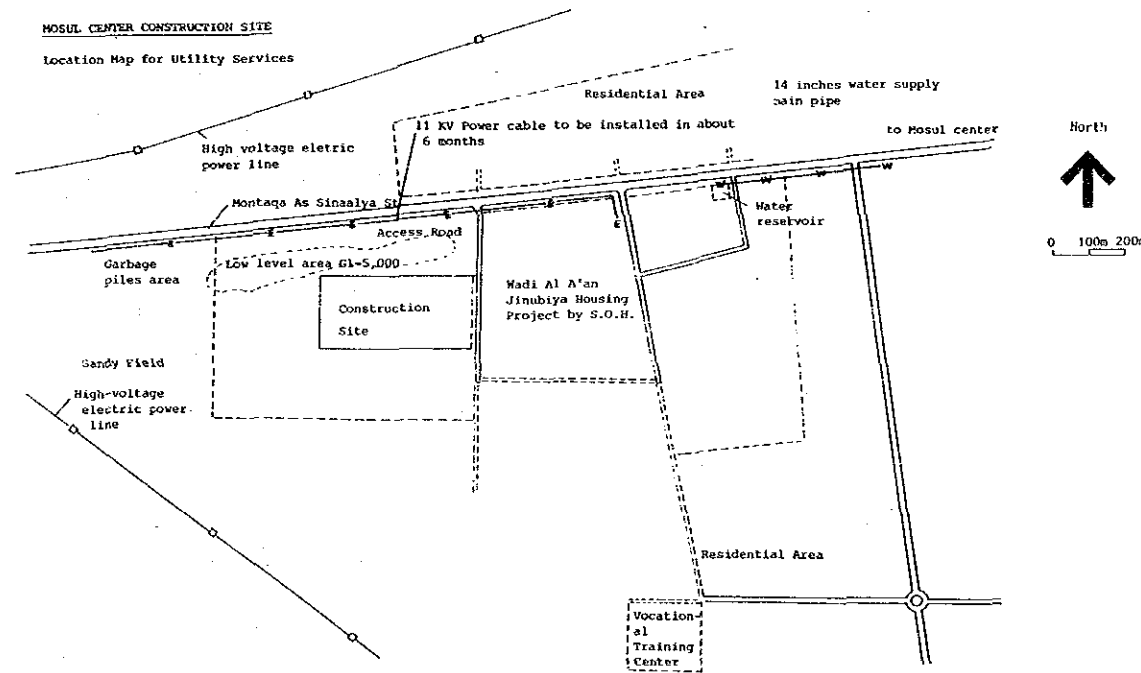 MOSUL CENTER CONSTRUCTION SITE
Location Map for Utility Services
Residential Area
14 inches water supply
main pipe
11 KV Power cable to be installed in about
6 months
to Mosul center
North
High voltage eletric
power line
Montaqa As Sinaalya St
Water
reservoir
0 100m 200m
Access Road
Garbage
piles area
Low level area GL-5,000
Wadi Al A'an
Jinubiya Housing
Project by S.O.H.
Construction
Site
Sandy Field
High-voltage
electric power
line
Residential Area
Vocation-
al
Training
Center
E
E
E
E
E
E
W
W
W
W